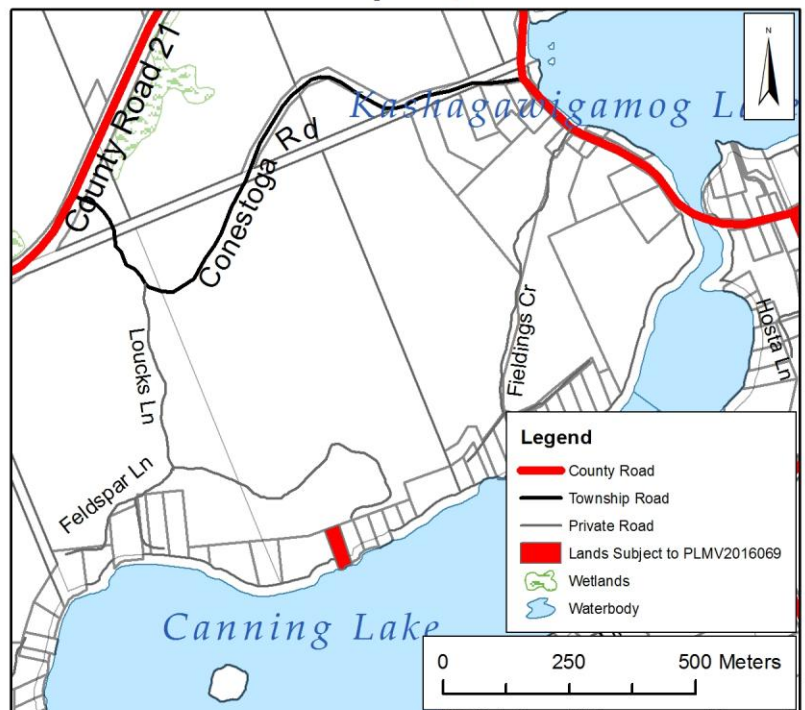 N
County Road 21
Kashagawigamog Lake
Conestoga Rd
Fieldings Cr
Hosta Ln
Loucks Ln
Feldspar Ln
Canning Lake
Legend
County Road
Township Road
Private Road
Lands Subject to PLMV2016069
Wetlands
Waterbody
0 250 500 Meters